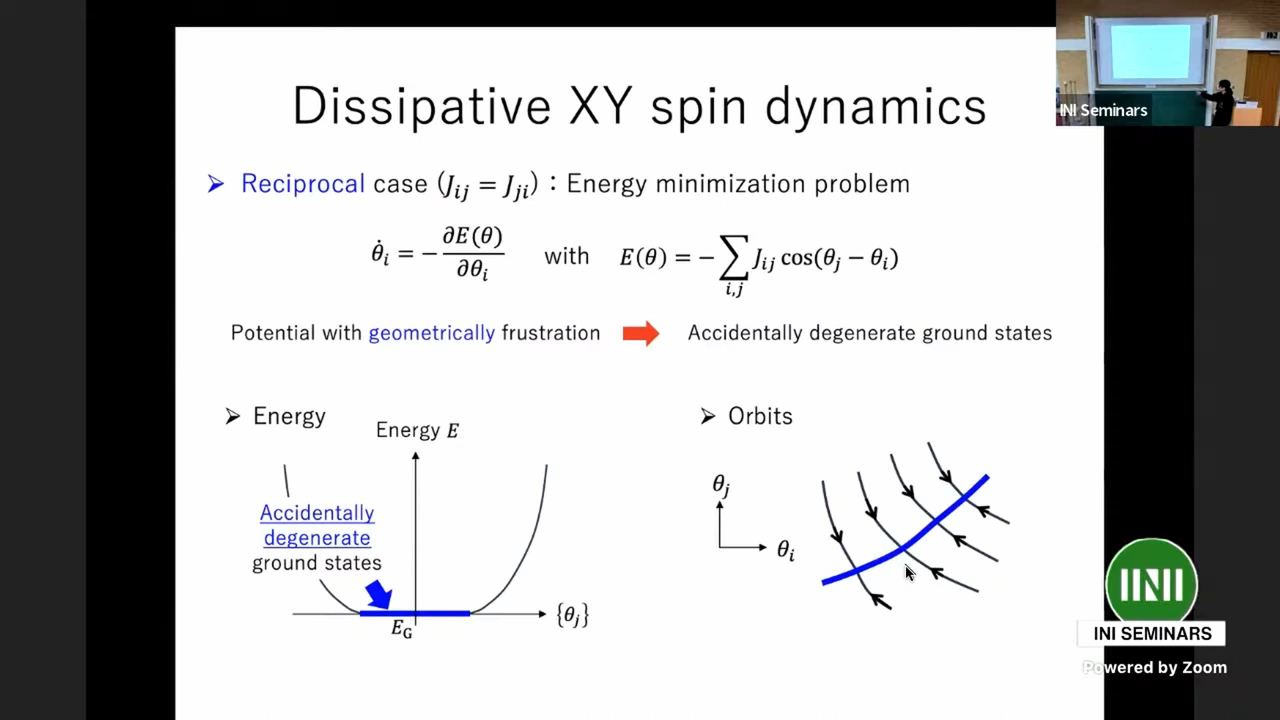 Dissipative XY spin dynamics
INI Seminars
➢ Reciprocal case (J_ij = J_ji) : Energy minimization problem
θ̇_i = − ∂E(θ)/∂θ_i with E(θ) = − ∑_{i,j} J_ij cos(θ_j − θ_i)
Potential with geometrically frustration Accidentally degenerate ground states
➢ Energy
Energy E
Accidentally
degenerate
ground states
E_G
{θ_j}
➢ Orbits
θ_j
θ_i
INI SEMINARS
Powered by Zoom